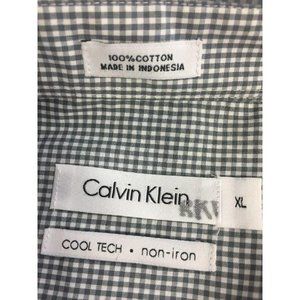 100% COTTON
MADE IN INDONESIA
Calvin Klein
XL
COOL TECH • non-iron